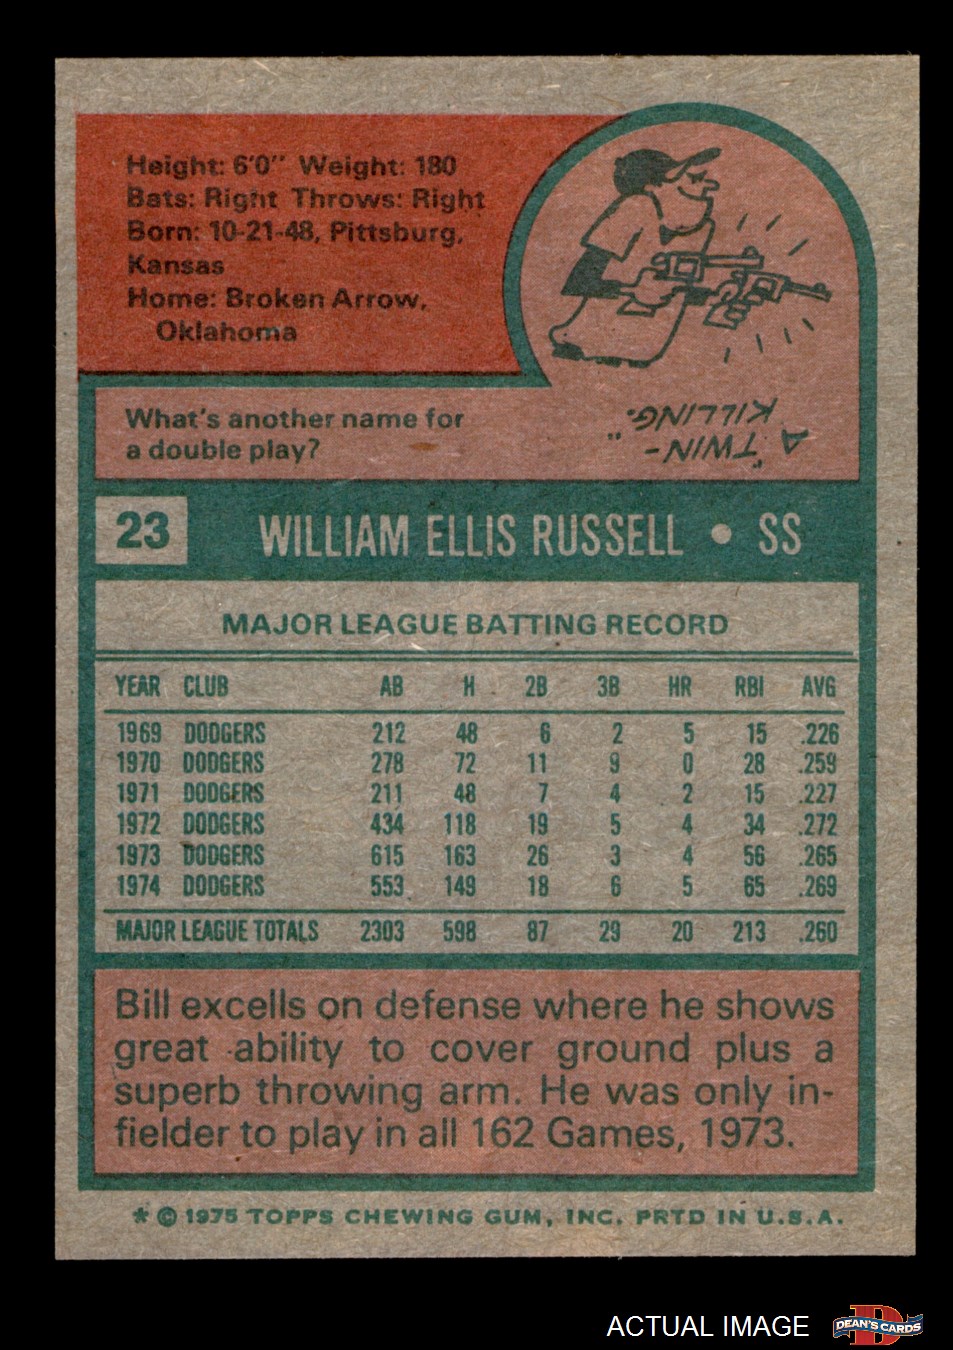 Height: 6'0" Weight: 180
Bats: Right Throws: Right
Born: 10-21-48, Pittsburg,
Kansas
Home: Broken Arrow,
Oklahoma
What's another name for
a double play?
A "TWIN-
KILLING."
23 WILLIAM ELLIS RUSSELL • SS
MAJOR LEAGUE BATTING RECORD
YEAR CLUB AB H 2B 3B HR RBI AVG
1969 DODGERS 212 48 6 2 5 15 .226
1970 DODGERS 278 72 11 9 0 28 .259
1971 DODGERS 211 48 7 4 2 15 .227
1972 DODGERS 434 118 19 5 4 34 .272
1973 DODGERS 615 163 26 3 4 56 .265
1974 DODGERS 553 149 18 6 5 65 .269
MAJOR LEAGUE TOTALS 2303 598 87 29 20 213 .260
Bill excells on defense where he shows
great ability to cover ground plus a
superb throwing arm. He was only in-
fielder to play in all 162 Games, 1973.
* © 1975 TOPPS CHEWING GUM, INC. PRTD IN U.S.A.
ACTUAL IMAGE
D
DEAN'S CARDS